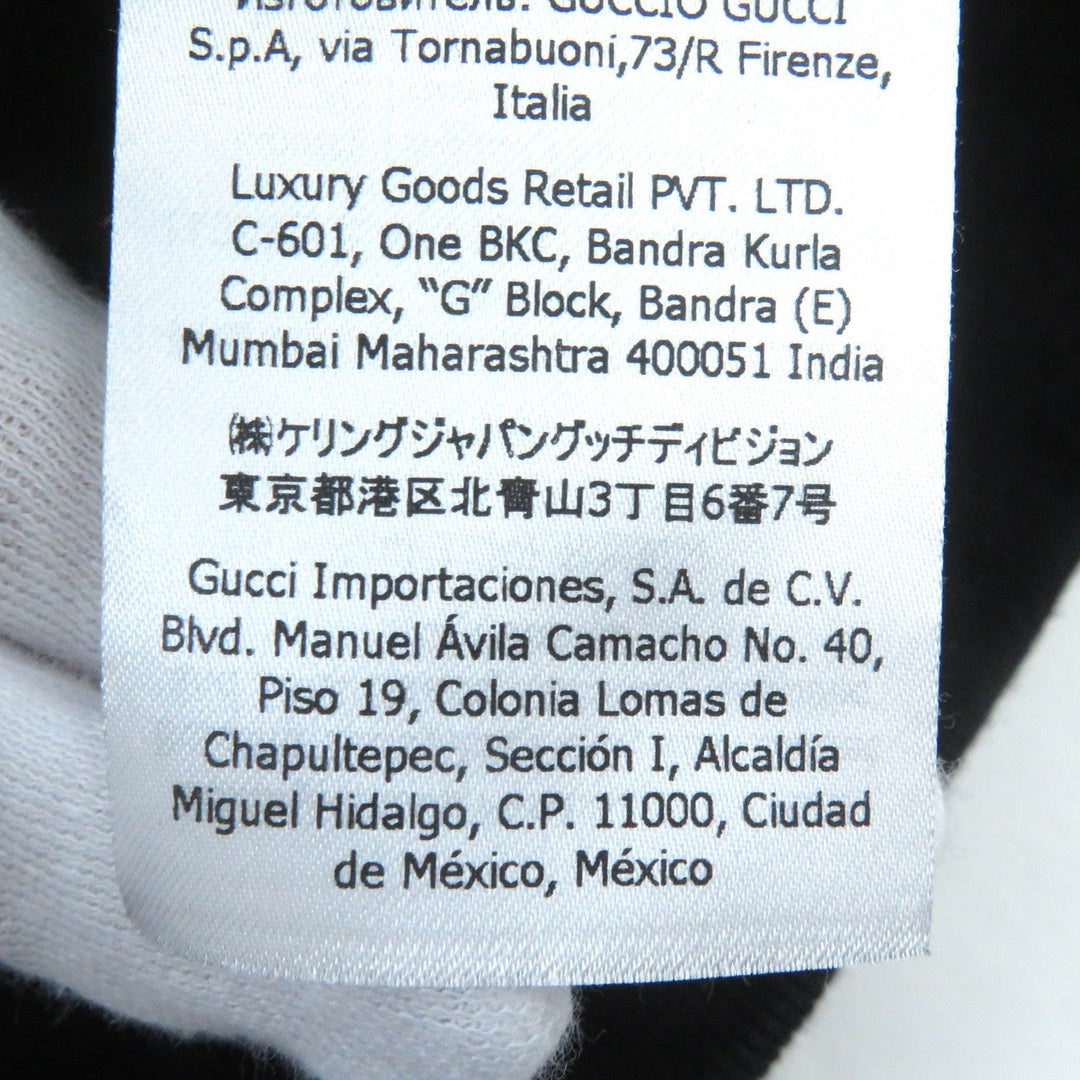 Изготовитель: GUCCIO GUCCI
S.p.A, via Tornabuoni,73/R Firenze,
Italia
Luxury Goods Retail PVT. LTD.
C-601, One BKC, Bandra Kurla
Complex, “G” Block, Bandra (E)
Mumbai Maharashtra 400051 India
㈱ケリングジャパングッチディビジョン
東京都港区北青山3丁目6番7号
Gucci Importaciones, S.A. de C.V.
Blvd. Manuel Ávila Camacho No. 40,
Piso 19, Colonia Lomas de
Chapultepec, Sección I, Alcaldía
Miguel Hidalgo, C.P. 11000, Ciudad
de México, México